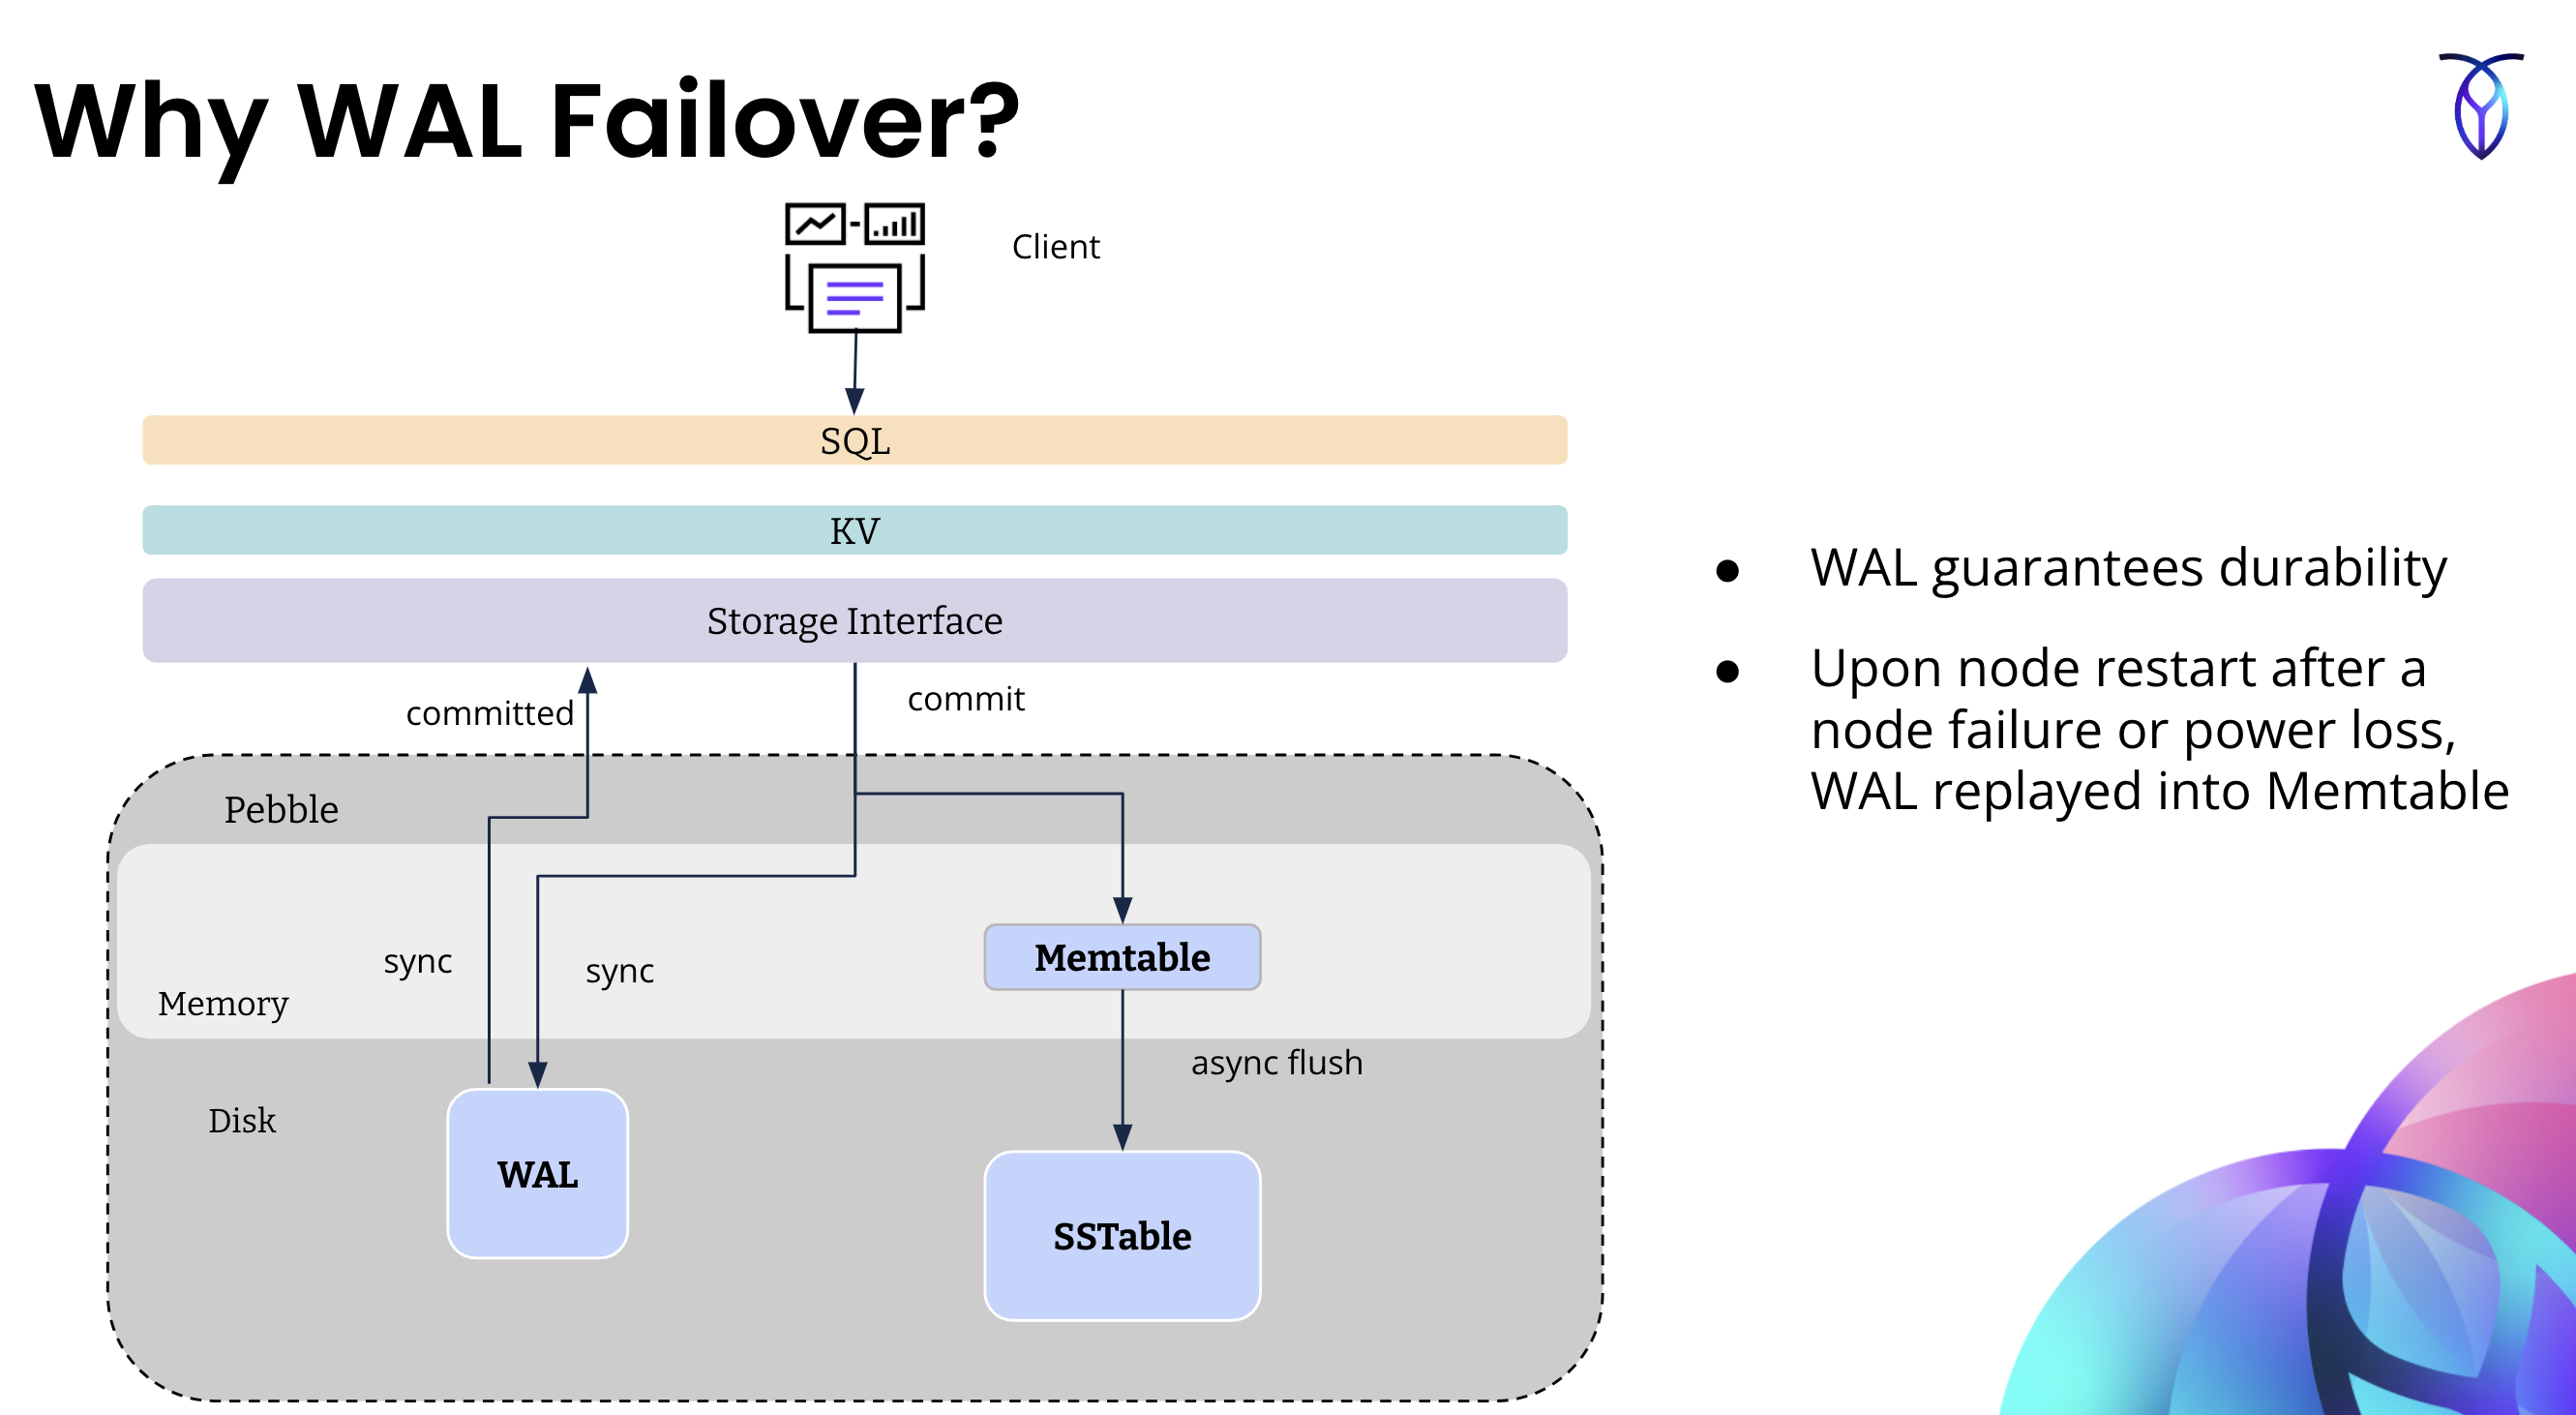 Why WAL Failover?
Client
SQL
KV
Storage Interface
committed
commit
Pebble
sync
sync
Memtable
Memory
async flush
Disk
WAL
SSTable
● WAL guarantees durability
● Upon node restart after a
node failure or power loss,
WAL replayed into Memtable